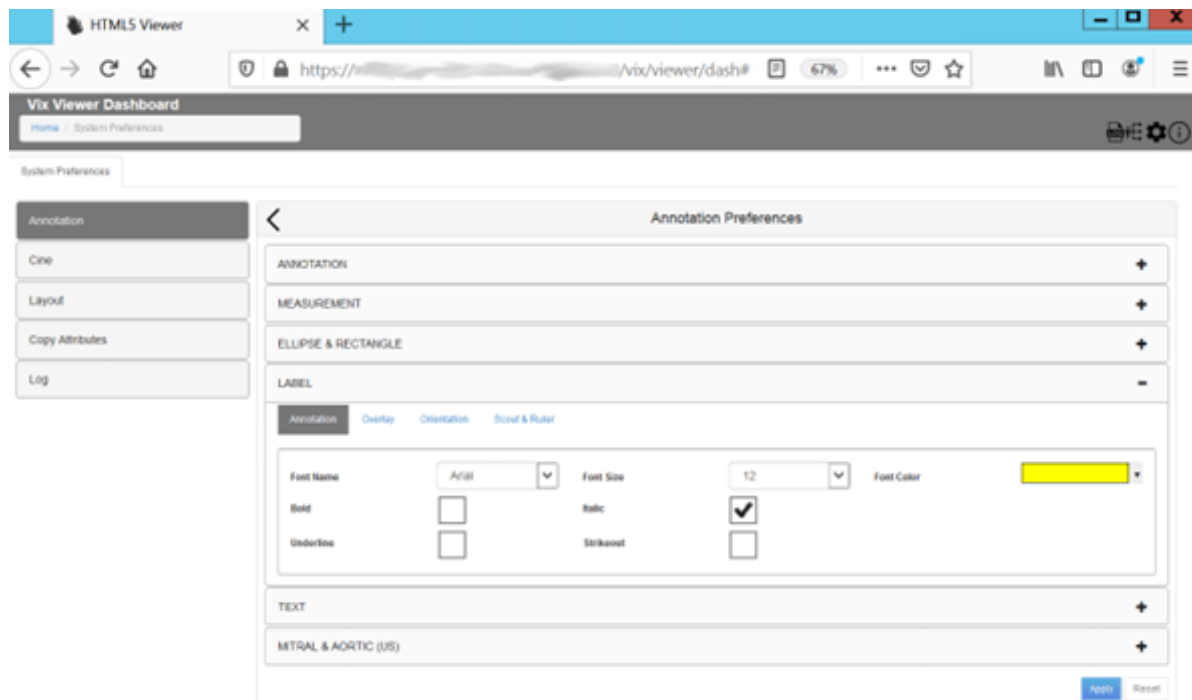 HTML5 Viewer
https:// /vix/viewer/dash# 67%
Vix Viewer Dashboard
Home / System Preferences
System Preferences
Annotation
Annotation Preferences
Cine
ANNOTATION
Layout
MEASUREMENT
Copy Attributes
ELLIPSE & RECTANGLE
Log
LABEL
Annotation Overlay Orientation Scout & Ruler
Font Name Arial Font Size 12 Font Color
Bold Italic
Underline Strikeout
TEXT
MITRAL & AORTIC (US)
Apply Reset